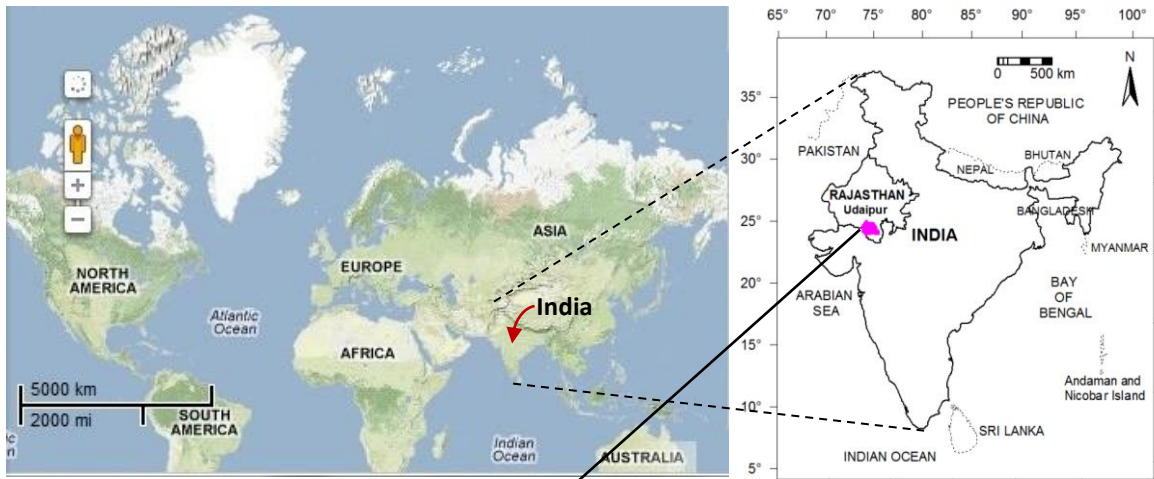 ASIA
EUROPE
NORTH
AMERICA
India
Atlantic
Ocean
AFRICA
5000 km
2000 mi
SOUTH
AMERICA
Indian
Ocean
AUSTRALIA
65° 70° 75° 80° 85° 90° 95° 100°
N
0 500 km
35°
PEOPLE'S REPUBLIC
OF CHINA
PAKISTAN
BHUTAN
NEPAL
30°
RAJASTHAN
Udaipur
BANGLADESH
25°
INDIA
MYANMAR
20°
ARABIAN
SEA
BAY
OF
BENGAL
15°
Andaman and
Nicobar Island
10°
SRI LANKA
INDIAN OCEAN
5°